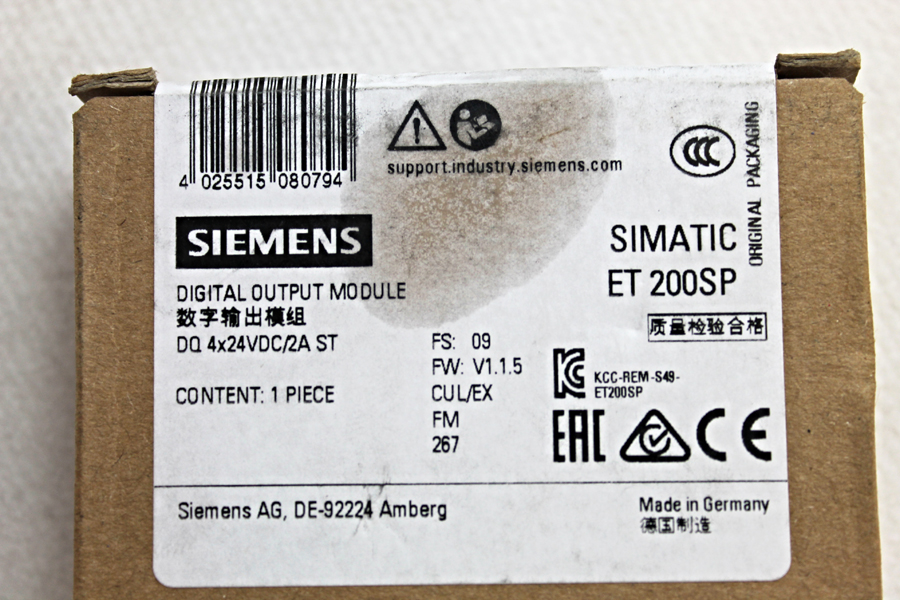 4 025515 080794
support.industry.siemens.com
CCC
ORIGINAL PACKAGING
SIEMENS
SIMATIC
ET 200SP
DIGITAL OUTPUT MODULE
数字输出模组
DQ 4x24VDC/2A ST
CONTENT: 1 PIECE
FS: 09
FW: V1.1.5
CUL/EX
FM
267
质量检验合格
KCC-REM-S49-
ET200SP
EAC
CE
Siemens AG, DE-92224 Amberg
Made in Germany
德国制造